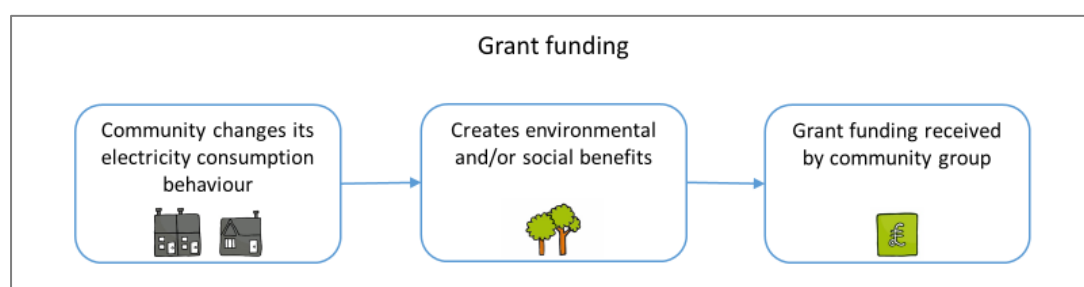 Grant funding
Community changes its
electricity consumption
behaviour
Creates environmental
and/or social benefits
Grant funding received
by community group
£